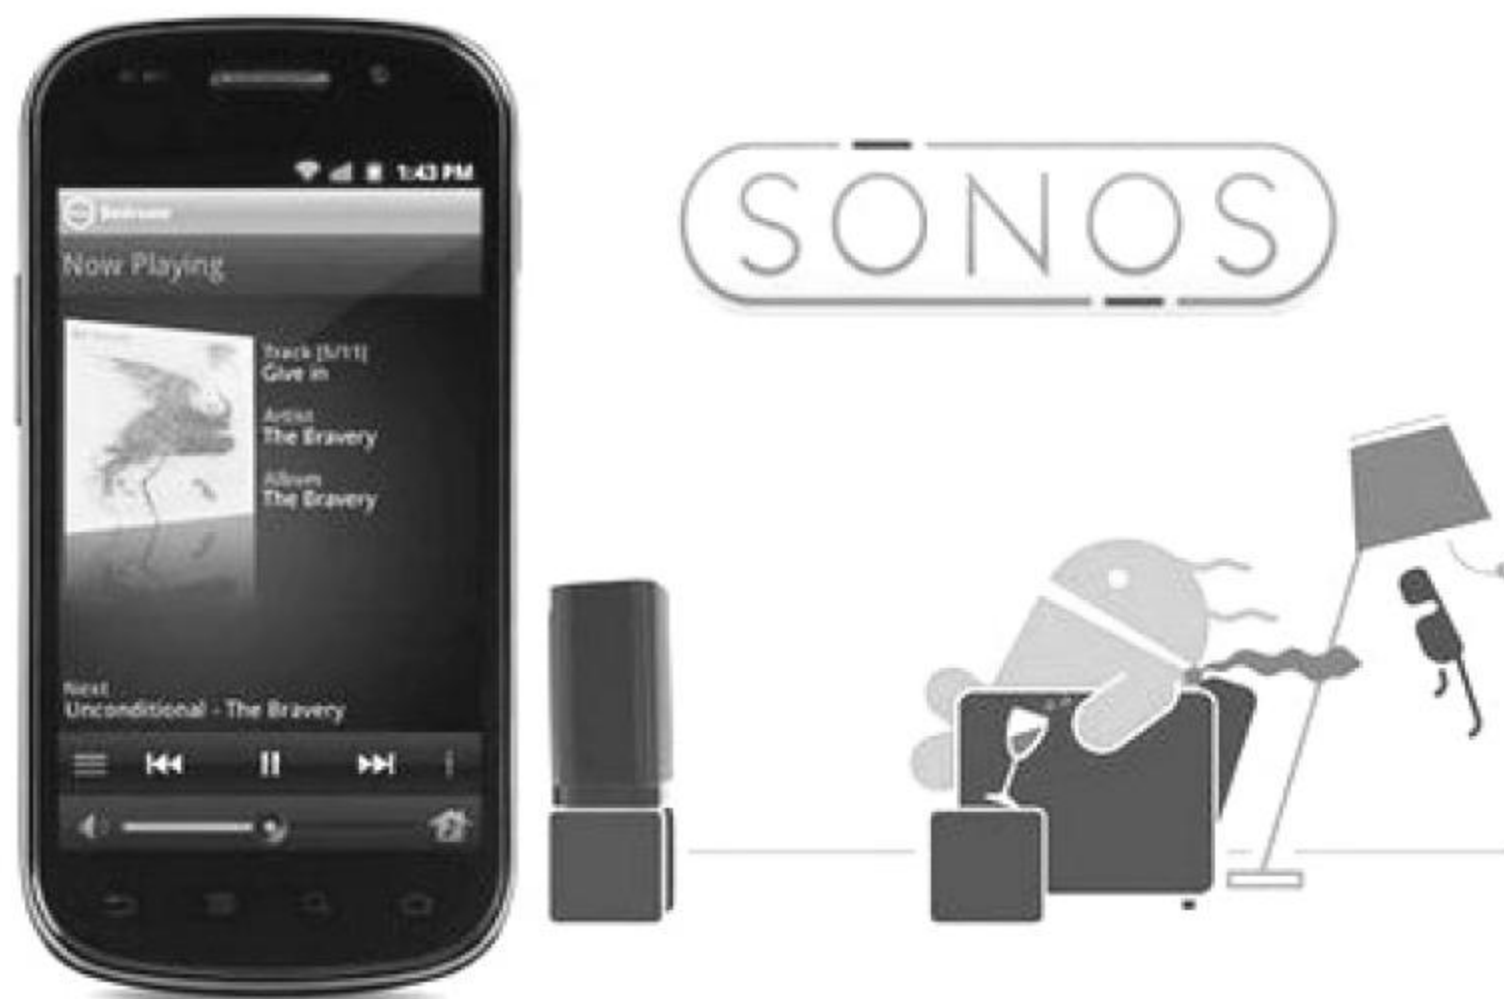 1:43 PM
Bedroom
Now Playing
Track [5/11]
Give in
Artist
The Bravery
Album
The Bravery
Next
Unconditional - The Bravery
SONOS